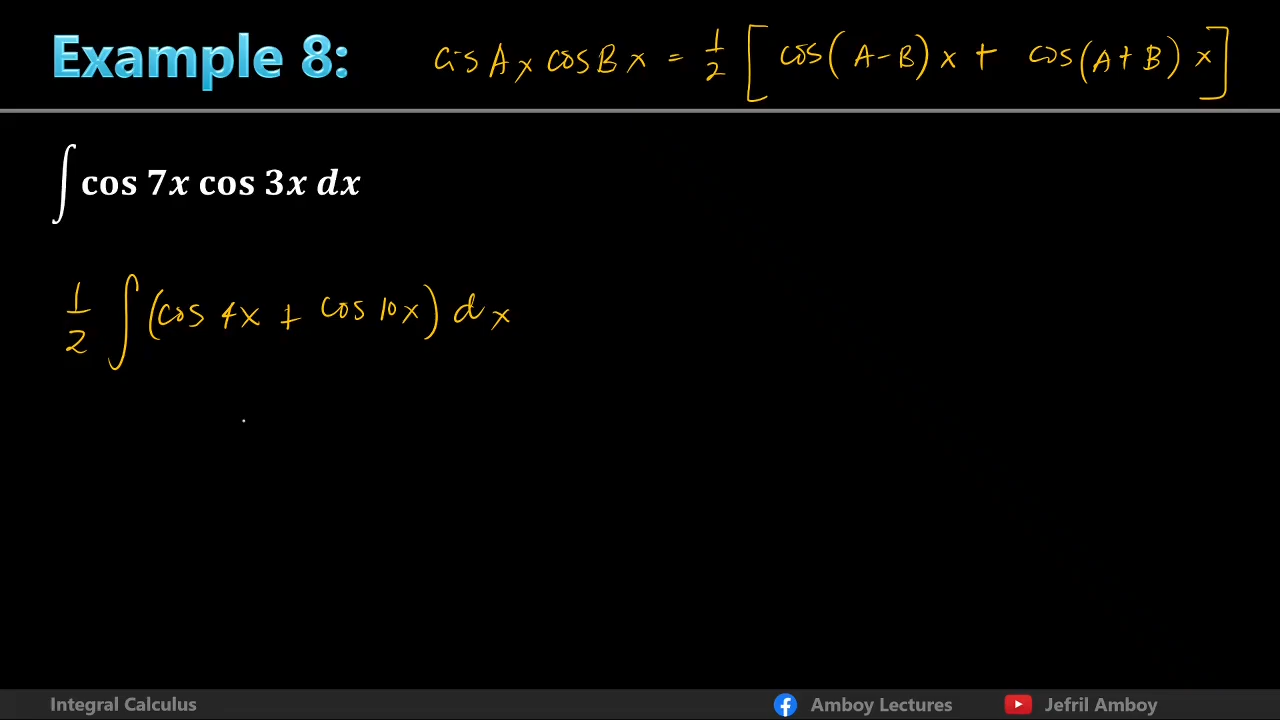 Example 8:
cos Ax cos Bx = 1/2 [ cos(A-B)x + cos(A+B)x ]
∫ cos 7x cos 3x dx
1/2 ∫ (cos 4x + cos 10x) dx
Integral Calculus
Amboy Lectures
Jefril Amboy